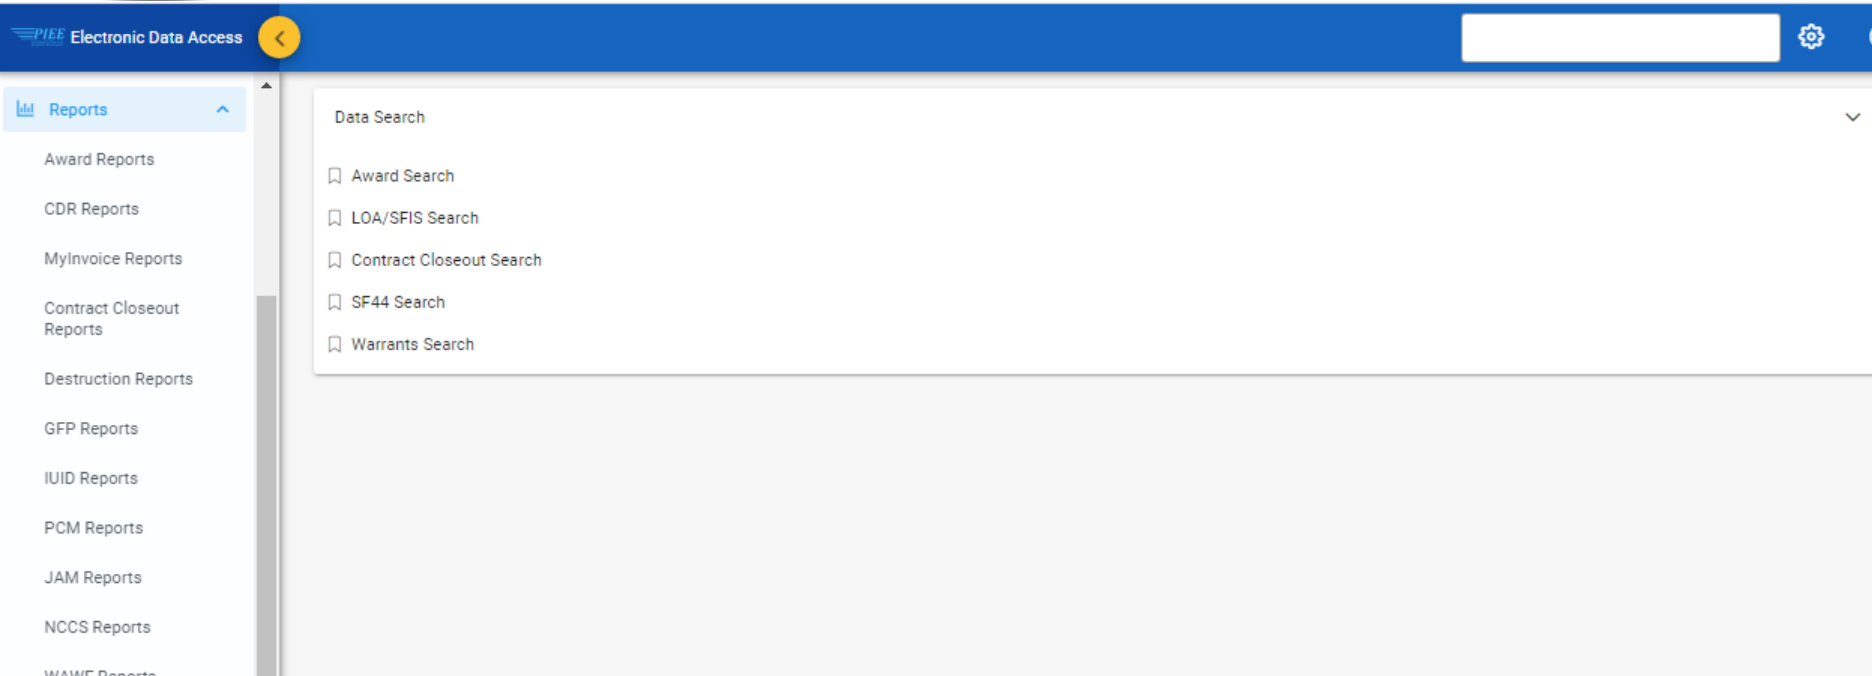 PIEE Electronic Data Access
Reports
Award Reports
CDR Reports
MyInvoice Reports
Contract Closeout
Reports
Destruction Reports
GFP Reports
IUID Reports
PCM Reports
JAM Reports
NCCS Reports
WAWF Reports
Data Search
Award Search
LOA/SFIS Search
Contract Closeout Search
SF44 Search
Warrants Search